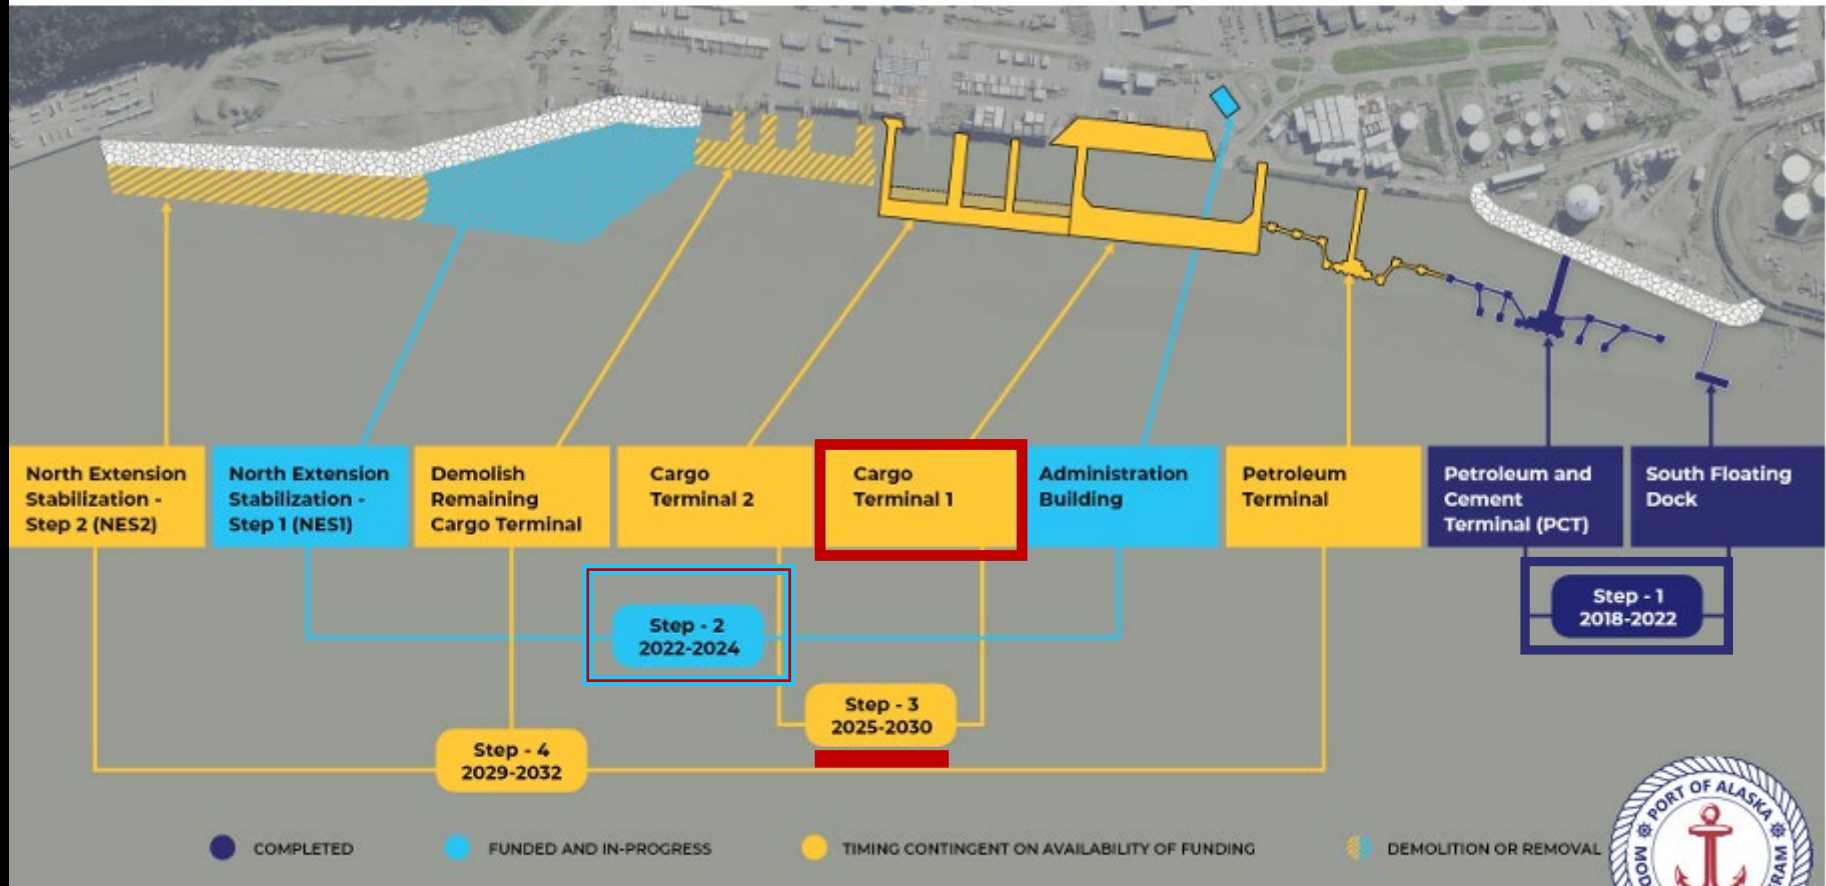 North Extension
Stabilization -
Step 2 (NES2)
North Extension
Stabilization -
Step 1 (NES1)
Demolish
Remaining
Cargo Terminal
Cargo
Terminal 2
Cargo
Terminal 1
Administration
Building
Petroleum
Terminal
Petroleum and
Cement
Terminal (PCT)
South Floating
Dock
Step - 1
2018-2022
Step - 2
2022-2024
Step - 3
2025-2030
Step - 4
2029-2032
COMPLETED
FUNDED AND IN-PROGRESS
TIMING CONTINGENT ON AVAILABILITY OF FUNDING
DEMOLITION OR REMOVAL
PORT OF ALASKA